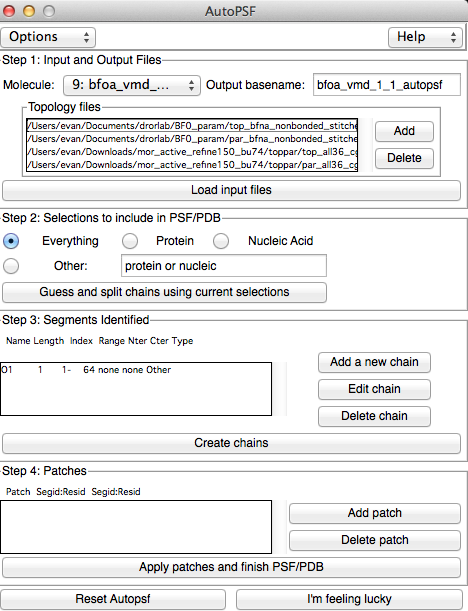 AutoPSF
Options Help
Step 1: Input and Output Files
Molecule: 9: bfoa_vmd_... Output basename: bfoa_vmd_1_1_autopsf
Topology files
/Users/evan/Documents/drorlab/BF0_param/top_bfna_nonbonded_stitche
/Users/evan/Documents/drorlab/BF0_param/par_bfna_nonbonded_stitche
/Users/evan/Downloads/mor_active_refine150_bu74/toppar/top_all36_cg
/Users/evan/Downloads/mor_active_refine150_bu74/toppar/par_all36_cg
Add
Delete
Load input files
Step 2: Selections to include in PSF/PDB
Everything Protein Nucleic Acid
Other: protein or nucleic
Guess and split chains using current selections
Step 3: Segments Identified
Name Length Index Range Nter Cter Type
O1 1 1- 64 none none Other
Add a new chain
Edit chain
Delete chain
Create chains
Step 4: Patches
Patch Segid:Resid Segid:Resid
Add patch
Delete patch
Apply patches and finish PSF/PDB
Reset Autopsf I'm feeling lucky